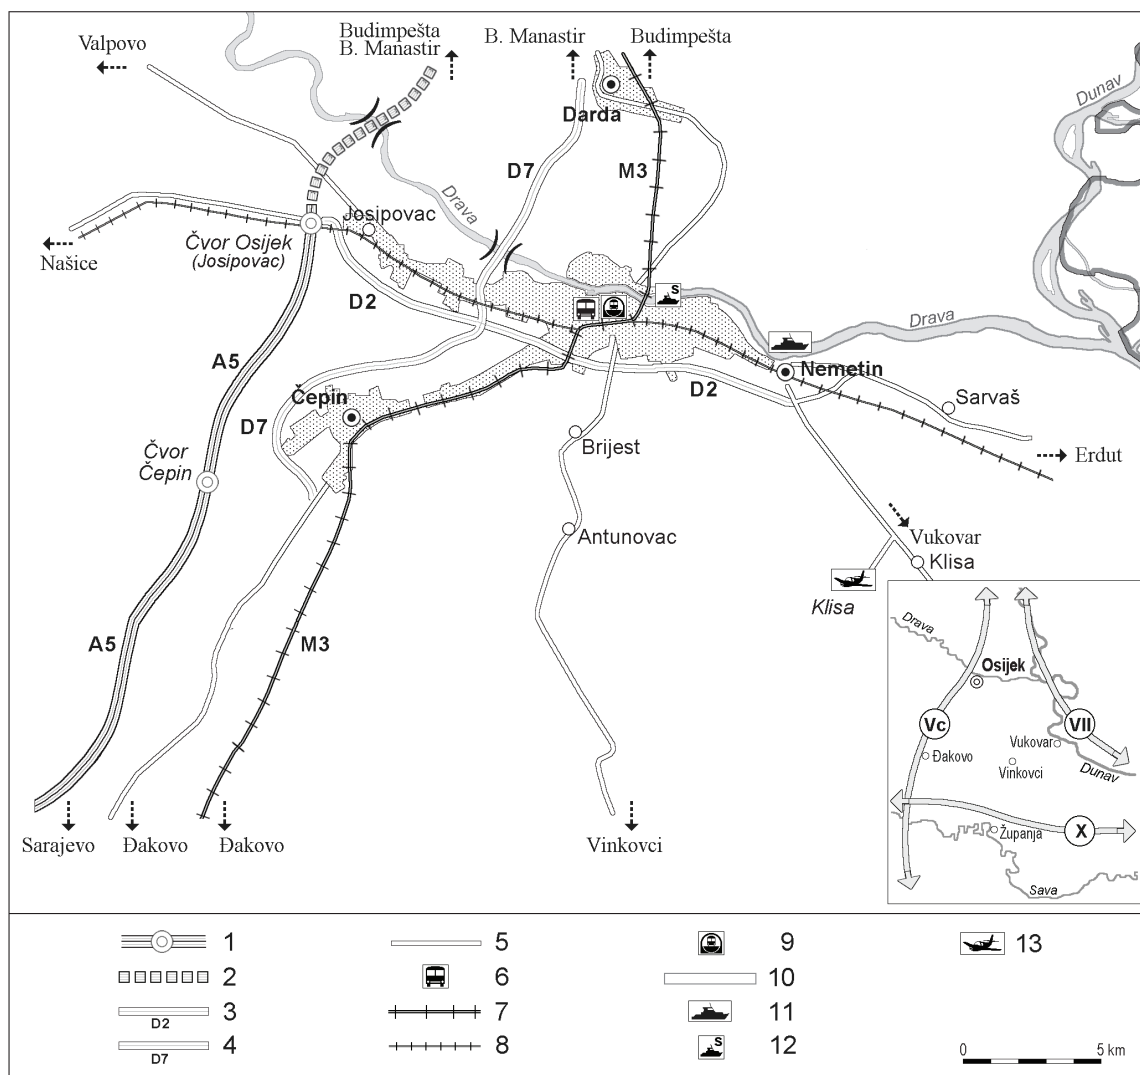 Valpovo
Budimpešta
B. Manastir
B. Manastir
Budimpešta
Dunav
Darda
D7
M3
Drava
Josipovac
Čvor Osijek
(Josipovac)
Našice
D2
S
Drava
A5
Nemetin
D2
Čepin
Sarvaš
D7
Čvor
Čepin
Brijest
Erdut
Antunovac
Vukovar
Klisa
Klisa
A5
M3
Drava
Osijek
Vc
VII
Vukovar
Đakovo
Vinkovci
Dunav
X
Županja
Sava
Sarajevo
Đakovo
Đakovo
Vinkovci
1
5
9
13
2
6
10
3
D2
7
11
4
D7
8
S
12
0
5 km